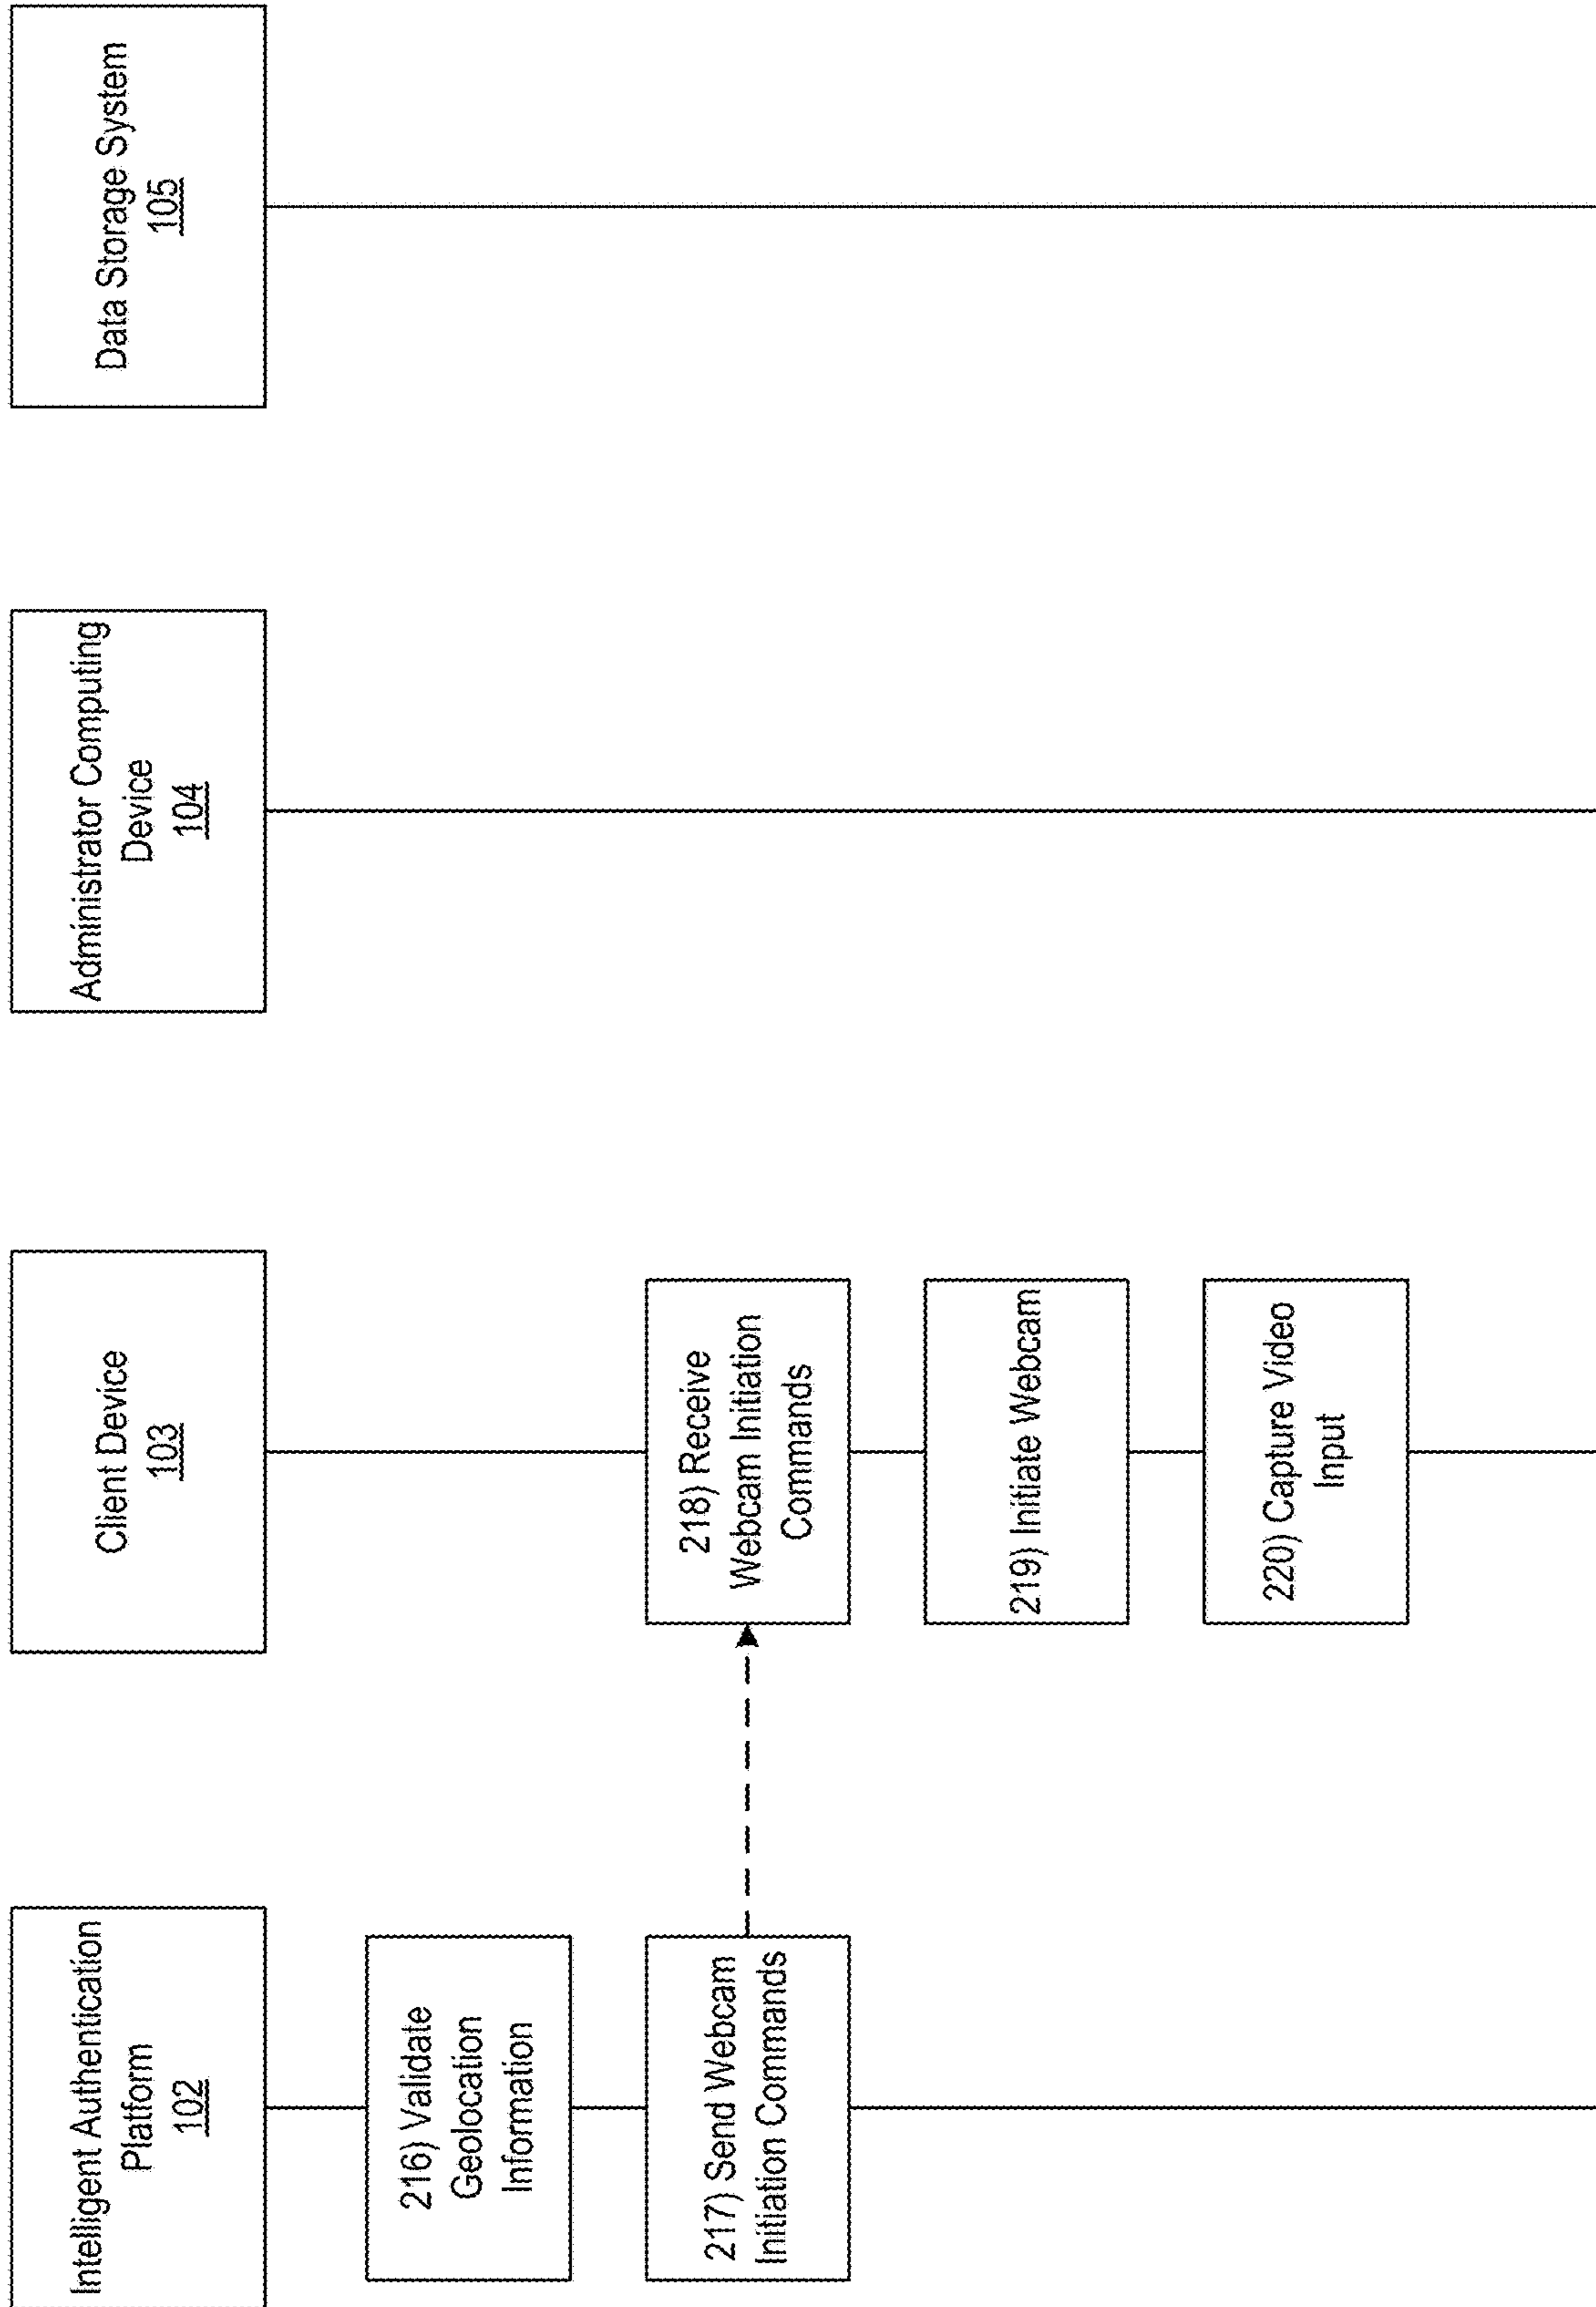 Intelligent Authentication
Platform
102
Client Device
103
Administrator Computing
Device
104
Data Storage System
105
216) Validate
Geolocation
Information
217) Send Webcam
Initiation Commands
218) Receive
Webcam Initiation
Commands
219) Initiate Webcam
220) Capture Video
Input